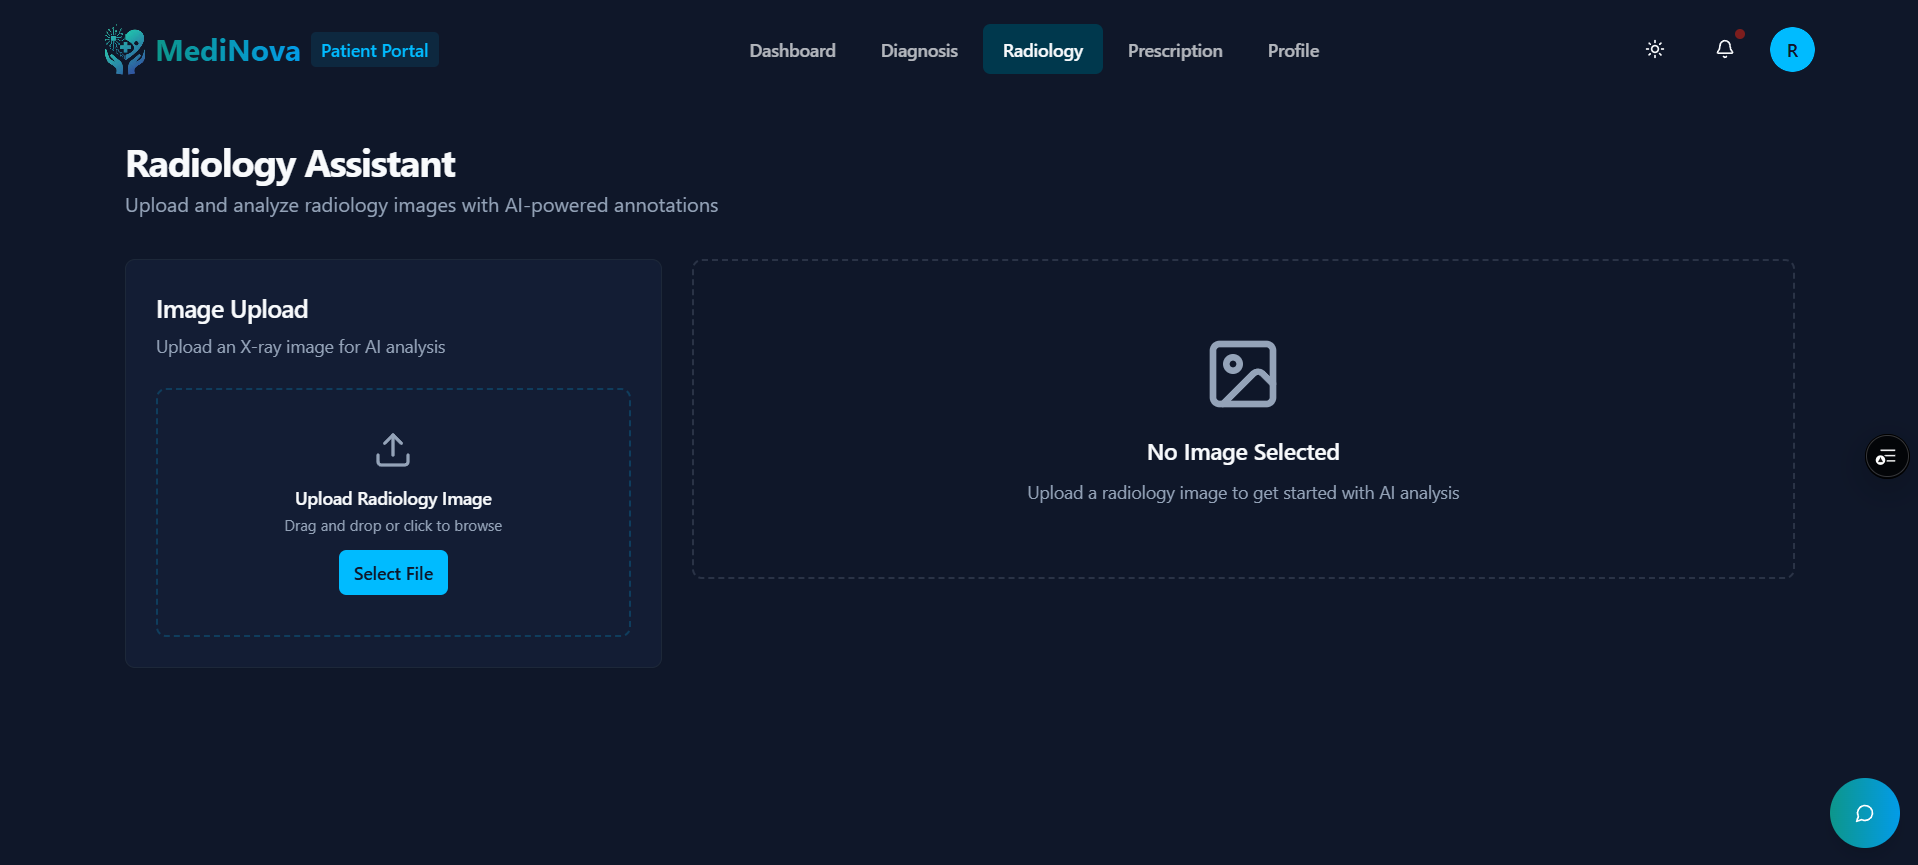 MediNova
Patient Portal
Dashboard
Diagnosis
Radiology
Prescription
Profile
R
Radiology Assistant
Upload and analyze radiology images with AI-powered annotations
Image Upload
Upload an X-ray image for AI analysis
Upload Radiology Image
Drag and drop or click to browse
Select File
No Image Selected
Upload a radiology image to get started with AI analysis